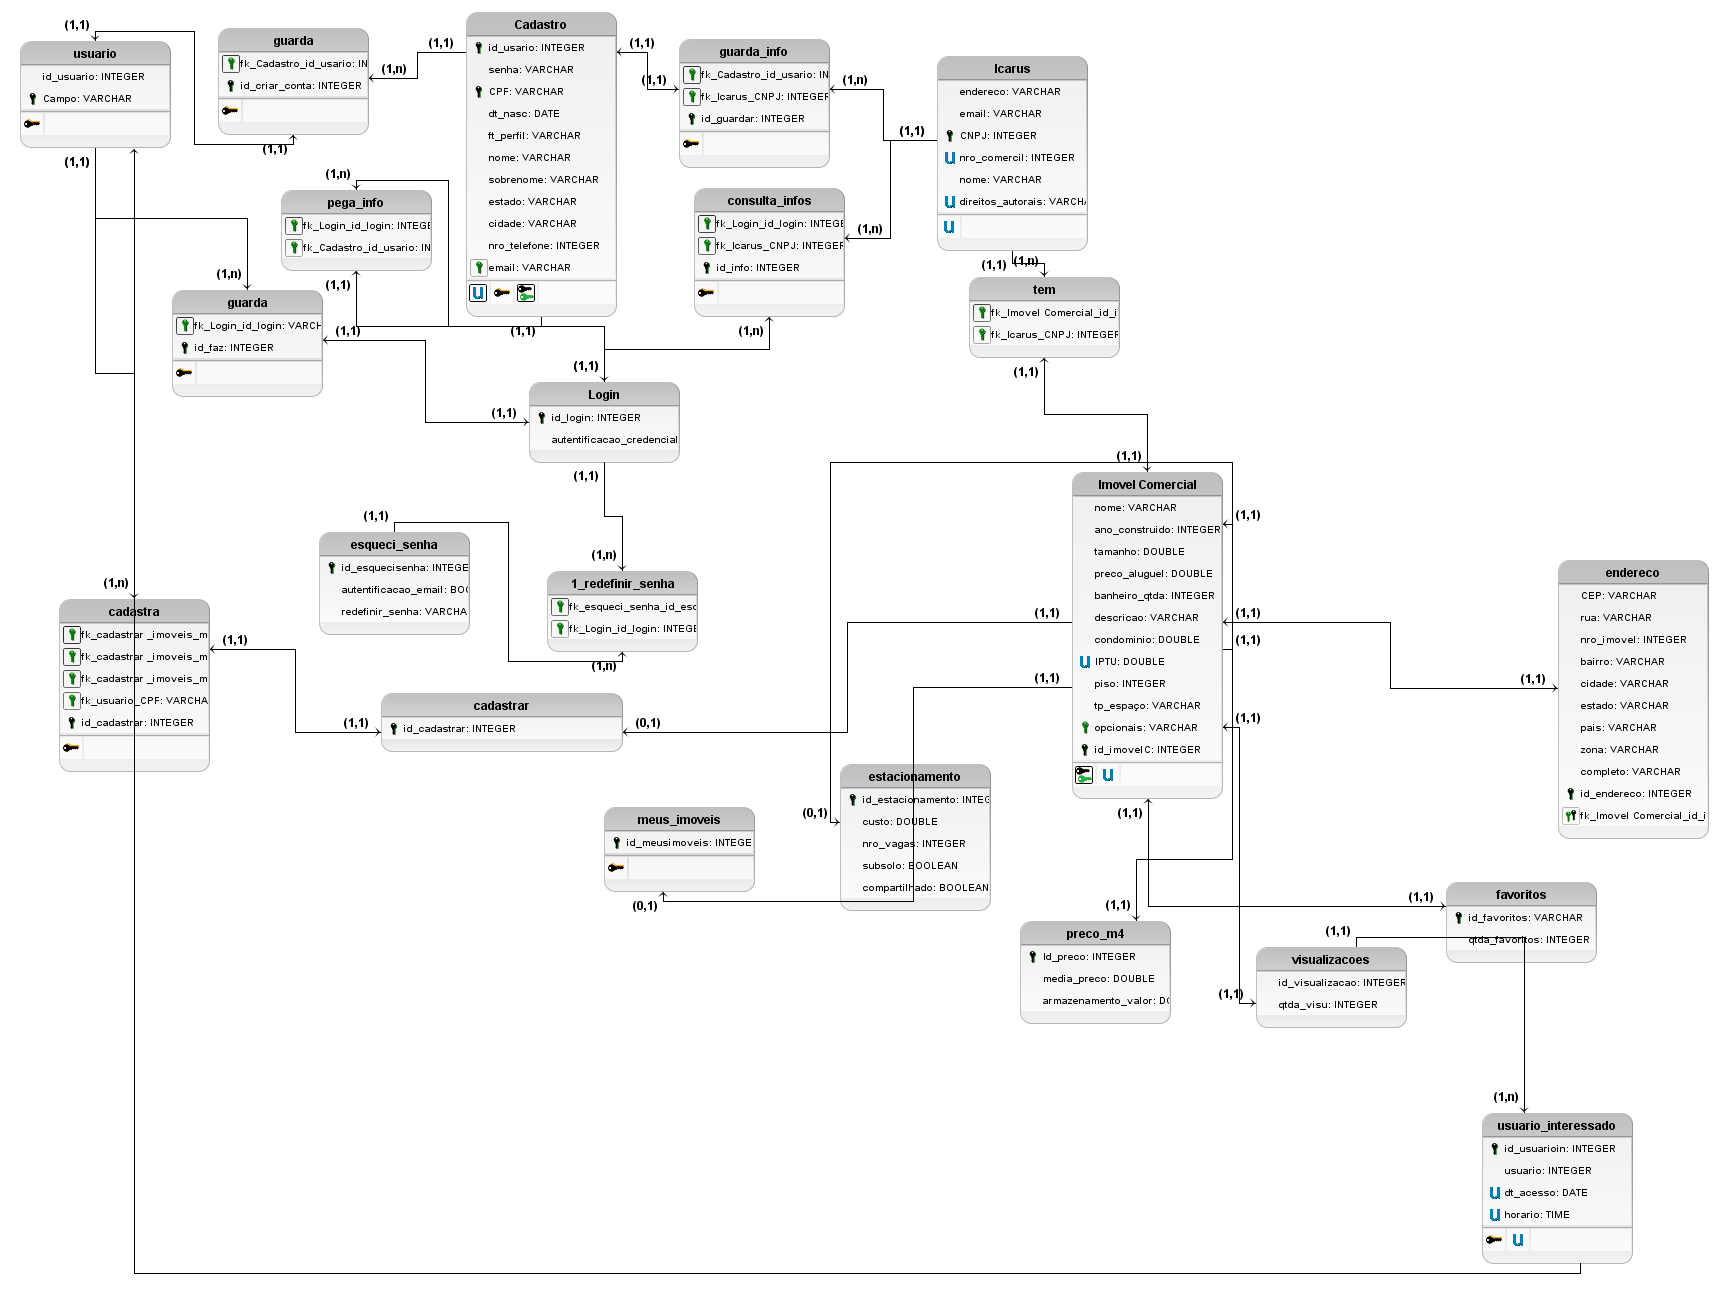 (1,1)
usuario
id_usuario: INTEGER
Campo: VARCHAR
(1,1)
guarda
fk_Cadastro_id_usario: IN
id_criar_conta: INTEGER
(1,1)
(1,n)
(1,1)
Cadastro
id_usario: INTEGER
senha: VARCHAR
CPF: VARCHAR
dt_nasc: DATE
ft_perfil: VARCHAR
nome: VARCHAR
sobrenome: VARCHAR
estado: VARCHAR
cidade: VARCHAR
nro_telefone: INTEGER
email: VARCHAR
u
(1,1)
(1,1)
(1,1)
guarda_info
fk_Cadastro_id_usario: IN
fk_Icarus_CNPJ: INTEGER
id_guardar: INTEGER
(1,n)
(1,1)
Icarus
endereco: VARCHAR
email: VARCHAR
CNPJ: INTEGER
u nro_comercil: INTEGER
nome: VARCHAR
u direitos_autorais: VARCHA
u
(1,n)
pega_info
fk_Login_id_login: INTEGE
fk_Cadastro_id_usario: IN
(1,1)
consulta_infos
fk_Login_id_login: INTEGE
fk_Icarus_CNPJ: INTEGER
id_info: INTEGER
(1,n)
(1,n)
(1,1)
(1,n)
tem
fk_Imovel Comercial_id_i
fk_Icarus_CNPJ: INTEGER
(1,1)
(1,n)
guarda
fk_Login_id_login: VARCH
id_faz: INTEGER
(1,1)
(1,1)
(1,1)
Login
id_login: INTEGER
autentificacao_credencial
(1,1)
(1,1)
esqueci_senha
id_esquecisenha: INTEGE
autentificacao_email: BOO
redefinir_senha: VARCHA
(1,n)
1_redefinir_senha
fk_esqueci_senha_id_esq
fk_Login_id_login: INTEGE
(1,n)
(1,1)
Imovel Comercial
nome: VARCHAR
ano_construido: INTEGER
tamanho: DOUBLE
preco_aluguel: DOUBLE
banheiro_qtda: INTEGER
descricao: VARCHAR
condominio: DOUBLE
u IPTU: DOUBLE
piso: INTEGER
tp_espaço: VARCHAR
opcionais: VARCHAR
id_imovelC: INTEGER
u
(1,1)
(1,1)
(1,1)
(1,1)
(1,1)
(1,1)
(1,1)
(1,1)
endereco
CEP: VARCHAR
rua: VARCHAR
nro_imovel: INTEGER
bairro: VARCHAR
cidade: VARCHAR
estado: VARCHAR
pais: VARCHAR
zona: VARCHAR
completo: VARCHAR
id_endereco: INTEGER
fk_Imovel Comercial_id_i
(1,n)
cadastra
fk_cadastrar _imoveis_m
fk_cadastrar _imoveis_m
fk_cadastrar _imoveis_m
fk_usuario_CPF: VARCHA
id_cadastrar: INTEGER
(1,1)
(1,1)
cadastrar
id_cadastrar: INTEGER
(0,1)
meus_imoveis
id_meusimoveis: INTEGE
(0,1)
(0,1)
estacionamento
id_estacionamento: INTEG
custo: DOUBLE
nro_vagas: INTEGER
subsolo: BOOLEAN
compartilhado: BOOLEAN
(1,1)
preco_m4
Id_preco: INTEGER
media_preco: DOUBLE
armazenamento_valor: DO
(1,1)
favoritos
id_favoritos: VARCHAR
qtda_favoritos: INTEGER
(1,1)
visualizacoes
id_visualizacao: INTEGER
qtda_visu: INTEGER
(1,1)
(1,n)
usuario_interessado
id_usuarioin: INTEGER
usuario: INTEGER
u dt_acesso: DATE
u horario: TIME
u